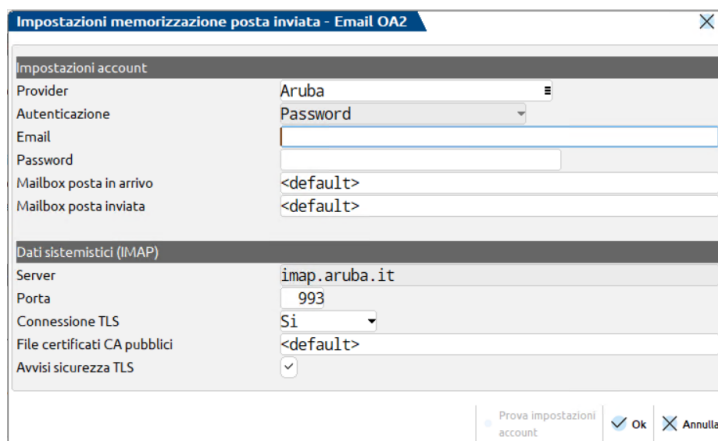 Impostazioni memorizzazione posta inviata - Email OA2
Impostazioni account
Provider Aruba
Autenticazione Password
Email
Password
Mailbox posta in arrivo <default>
Mailbox posta inviata <default>
Dati sistemistici (IMAP)
Server imap.aruba.it
Porta 993
Connessione TLS Si
File certificati CA pubblici <default>
Avvisi sicurezza TLS
Prova impostazioni
account
Ok Annulla